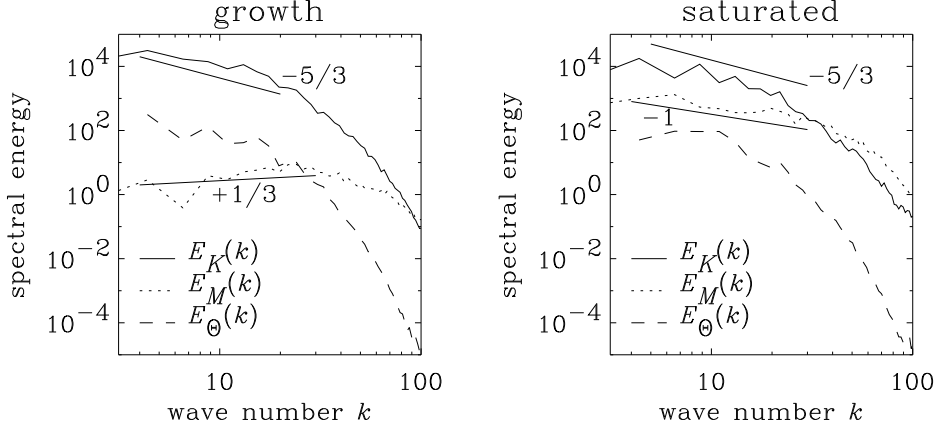 growth
spectral energy
10^4
10^2
10^0
10^-2
10^-4
-5/3
+1/3
E_K(k)
E_M(k)
E_Θ(k)
10
100
wave number k
saturated
spectral energy
10^4
10^2
10^0
10^-2
10^-4
-5/3
-1
E_K(k)
E_M(k)
E_Θ(k)
10
100
wave number k